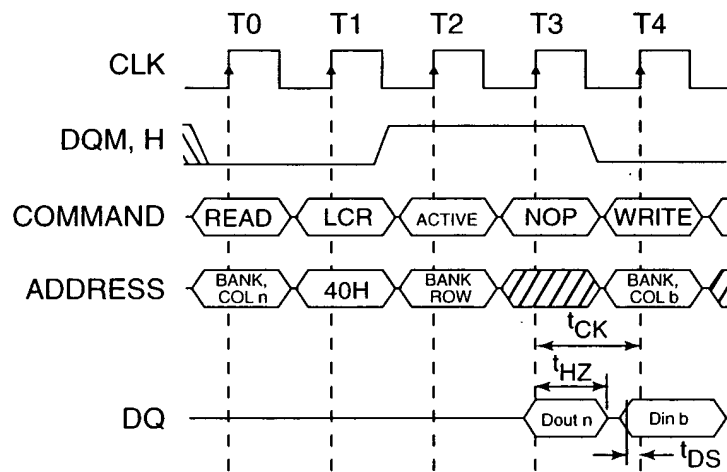 T0 T1 T2 T3 T4
CLK
DQM, H
COMMAND READ LCR ACTIVE NOP WRITE
ADDRESS BANK, COL n 40H BANK ROW BANK, COL b
tCK
tHZ
DQ Dout n Din b
tDS